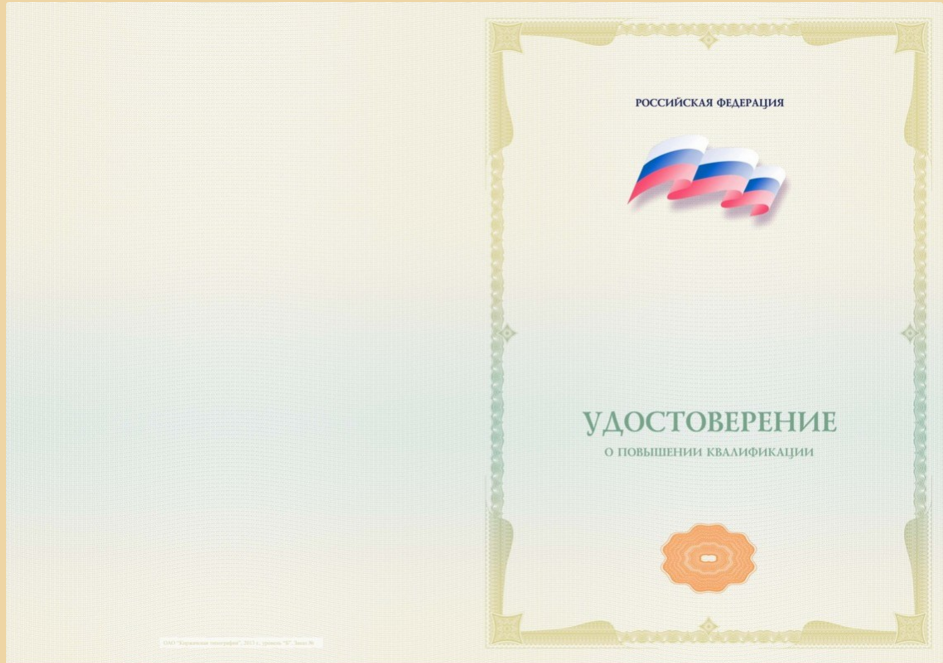 РОССИЙСКАЯ ФЕДЕРАЦИЯ
УДОСТОВЕРЕНИЕ
О ПОВЫШЕНИИ КВАЛИФИКАЦИИ